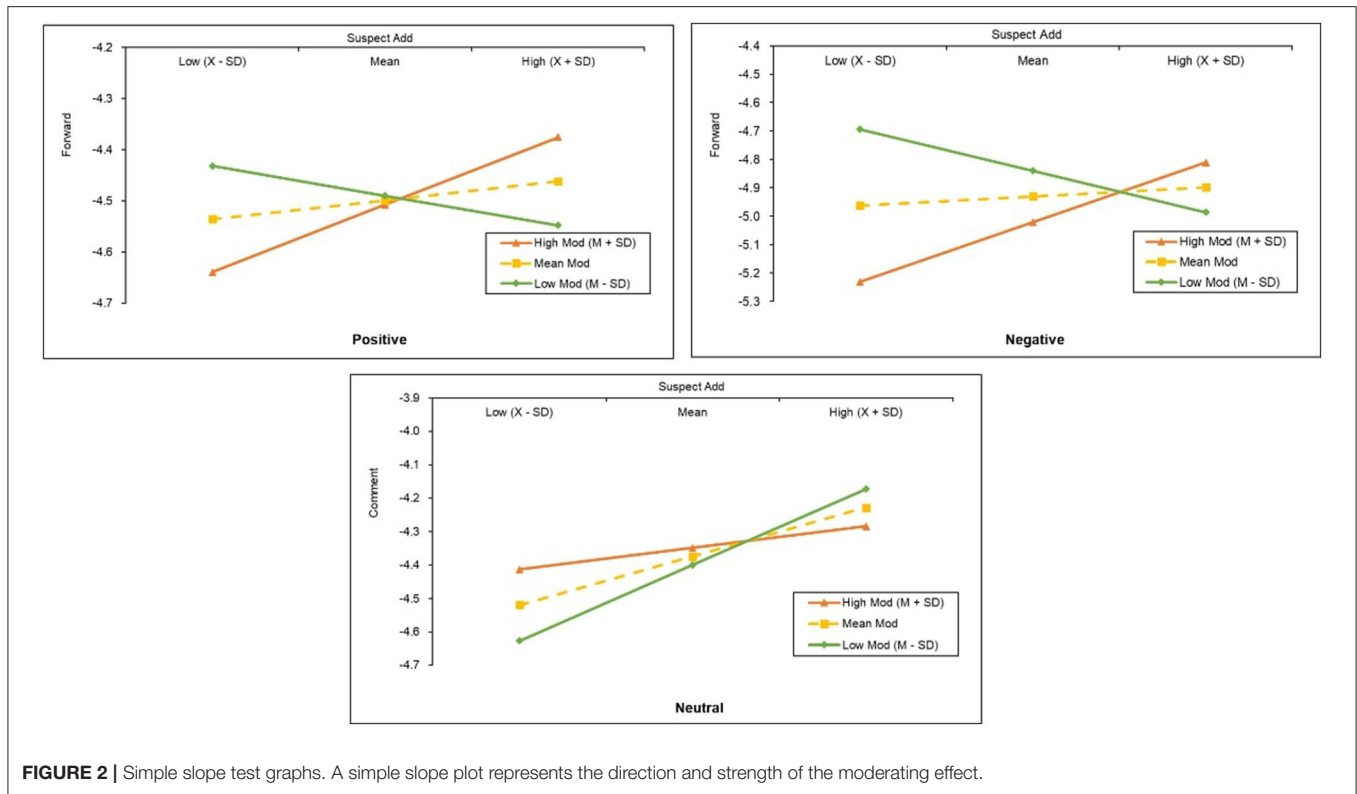 Suspect Add
Low (X - SD) Mean High (X + SD)
-4.2
-4.3
-4.4
-4.5
-4.6
-4.7
Forward
High Mod (M + SD)
Mean Mod
Low Mod (M - SD)
Positive
Suspect Add
Low (X - SD) Mean High (X + SD)
-4.4
-4.5
-4.6
-4.7
-4.8
-4.9
-5.0
-5.1
-5.2
-5.3
Forward
High Mod (M + SD)
Mean Mod
Low Mod (M - SD)
Negative
Suspect Add
Low (X - SD) Mean High (X + SD)
-3.9
-4.0
-4.1
-4.2
-4.3
-4.4
-4.5
-4.6
-4.7
Comment
High Mod (M + SD)
Mean Mod
Low Mod (M - SD)
Neutral
FIGURE 2 | Simple slope test graphs. A simple slope plot represents the direction and strength of the moderating effect.